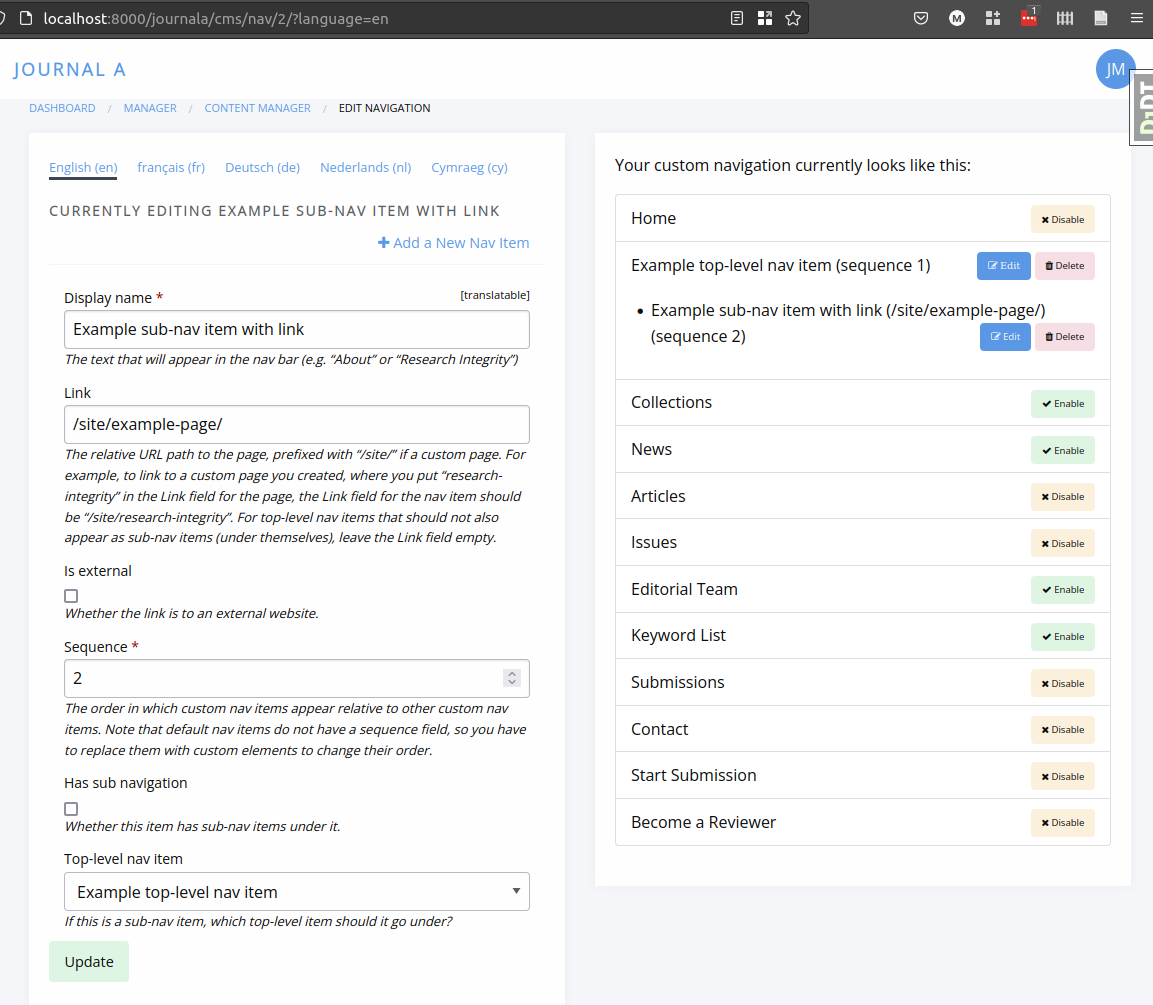 localhost:8000/journala/cms/nav/2/?language=en
M
1
JOURNAL A
JM
DjDT
DASHBOARD / MANAGER / CONTENT MANAGER / EDIT NAVIGATION
English (en) français (fr) Deutsch (de) Nederlands (nl) Cymraeg (cy)
CURRENTLY EDITING EXAMPLE SUB-NAV ITEM WITH LINK
Add a New Nav Item
Display name *
[translatable]
Example sub-nav item with link
The text that will appear in the nav bar (e.g. “About” or “Research Integrity”)
Link
/site/example-page/
The relative URL path to the page, prefixed with “/site/” if a custom page. For
example, to link to a custom page you created, where you put “research-
integrity” in the Link field for the page, the Link field for the nav item should
be “/site/research-integrity”. For top-level nav items that should not also
appear as sub-nav items (under themselves), leave the Link field empty.
Is external
Whether the link is to an external website.
Sequence *
2
The order in which custom nav items appear relative to other custom nav
items. Note that default nav items do not have a sequence field, so you have
to replace them with custom elements to change their order.
Has sub navigation
Whether this item has sub-nav items under it.
Top-level nav item
Example top-level nav item
If this is a sub-nav item, which top-level item should it go under?
Update
Your custom navigation currently looks like this:
Home Disable
Example top-level nav item (sequence 1) Edit Delete
• Example sub-nav item with link (/site/example-page/)
(sequence 2) Edit Delete
Collections Enable
News Enable
Articles Disable
Issues Disable
Editorial Team Enable
Keyword List Enable
Submissions Disable
Contact Disable
Start Submission Disable
Become a Reviewer Disable